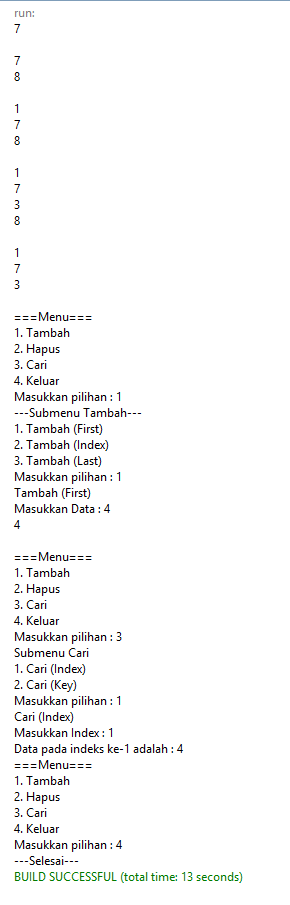 run:
7
7
8
1
7
8
1
7
3
8
1
7
3
===Menu===
1. Tambah
2. Hapus
3. Cari
4. Keluar
Masukkan pilihan : 1
---Submenu Tambah---
1. Tambah (First)
2. Tambah (Index)
3. Tambah (Last)
Masukkan pilihan : 1
Tambah (First)
Masukkan Data : 4
4
===Menu===
1. Tambah
2. Hapus
3. Cari
4. Keluar
Masukkan pilihan : 3
Submenu Cari
1. Cari (Index)
2. Cari (Key)
Masukkan pilihan : 1
Cari (Index)
Masukkan Index : 1
Data pada indeks ke-1 adalah : 4
===Menu===
1. Tambah
2. Hapus
3. Cari
4. Keluar
Masukkan pilihan : 4
---Selesai---
BUILD SUCCESSFUL (total time: 13 seconds)